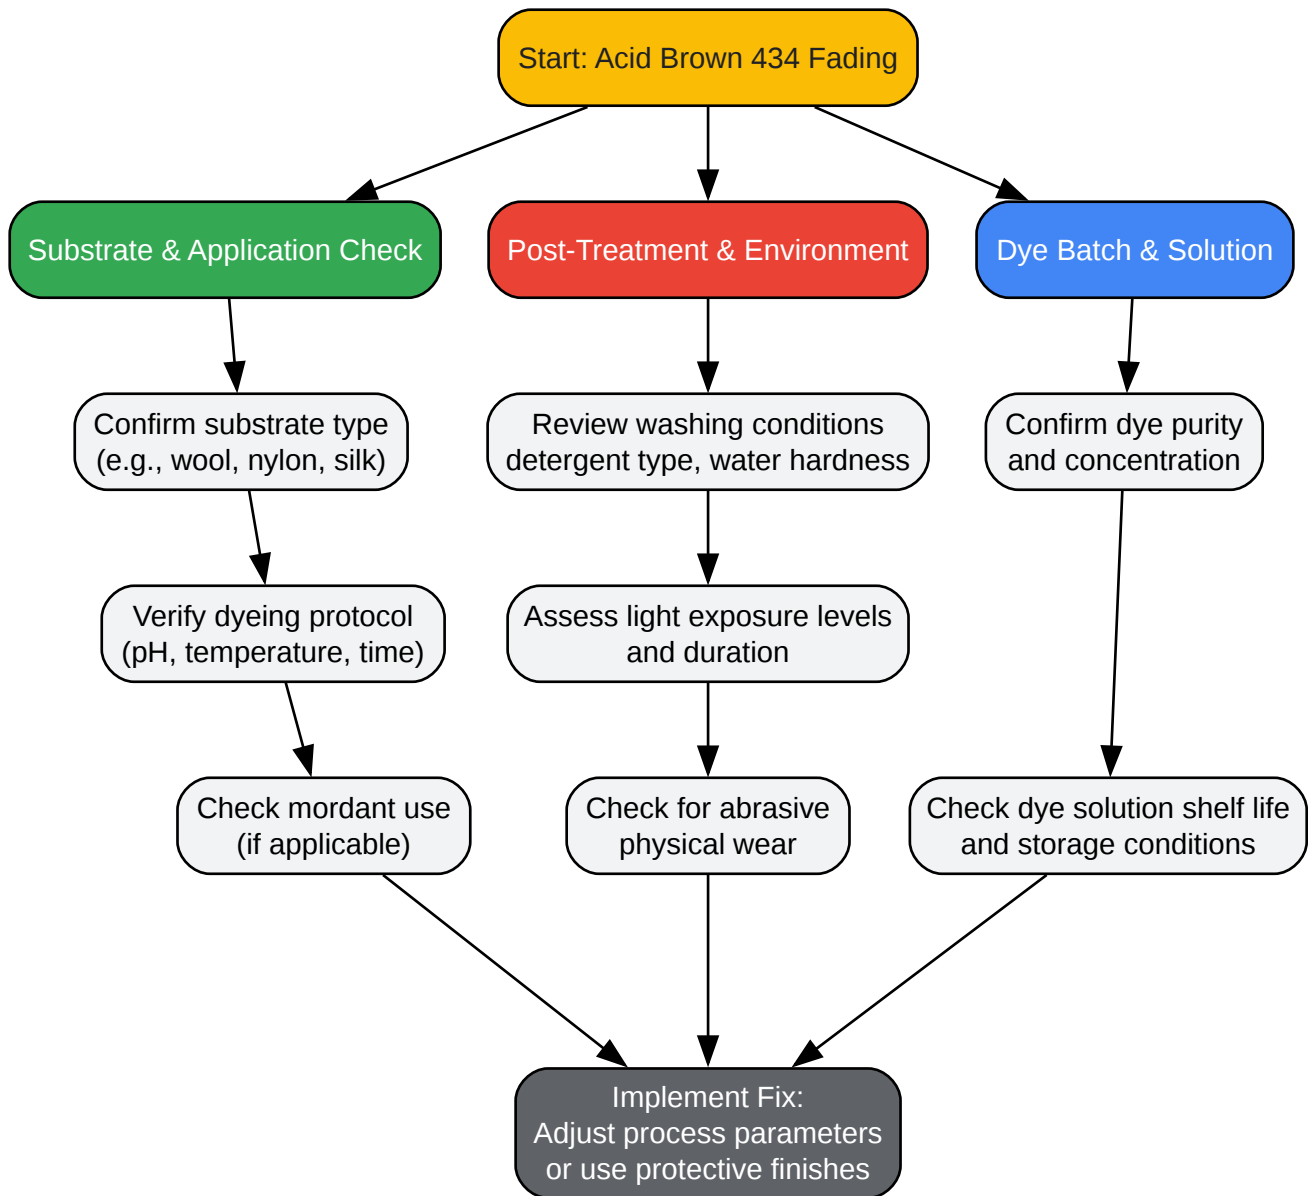 Start: Acid Brown 434 Fading
Substrate & Application Check
Post-Treatment & Environment
Dye Batch & Solution
Confirm substrate type
(e.g., wool, nylon, silk)
Review washing conditions
detergent type, water hardness
Confirm dye purity
and concentration
Verify dyeing protocol
(pH, temperature, time)
Assess light exposure levels
and duration
Check mordant use
(if applicable)
Check for abrasive
physical wear
Check dye solution shelf life
and storage conditions
Implement Fix:
Adjust process parameters
or use protective finishes